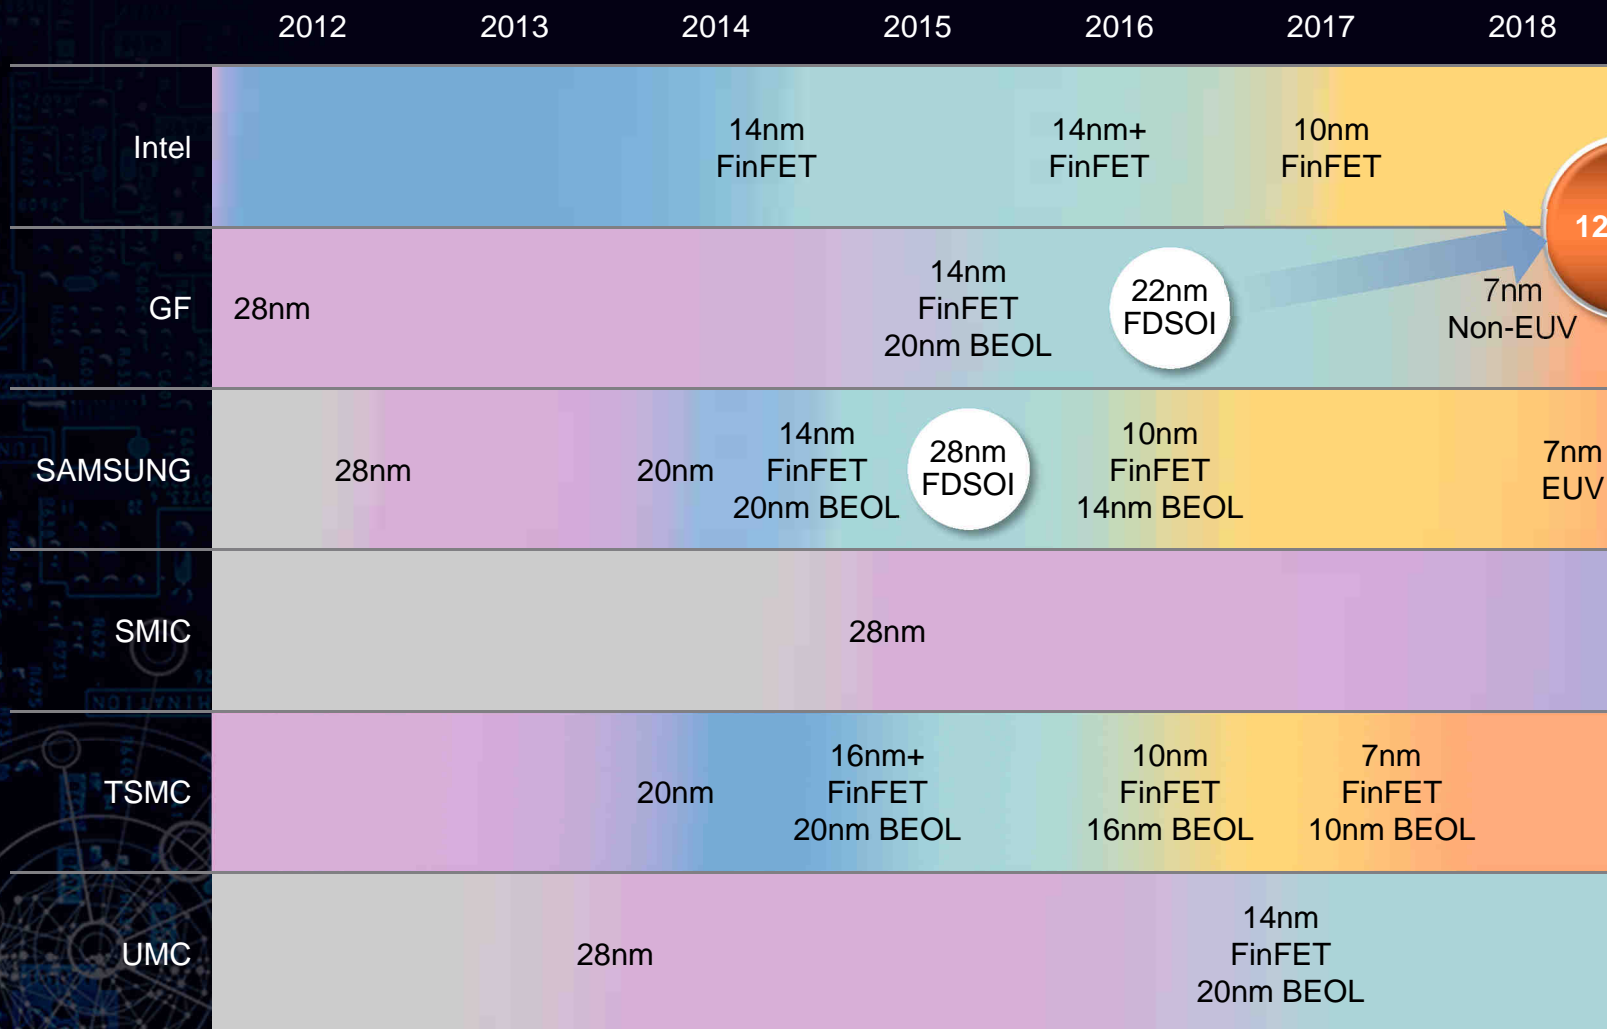 2012 2013 2014 2015 2016 2017 2018
Intel
14nm
FinFET
14nm+
FinFET
10nm
FinFET
12
GF
28nm
14nm
FinFET
20nm BEOL
22nm
FDSOI
7nm
Non-EUV
SAMSUNG
28nm
20nm
14nm
FinFET
20nm BEOL
28nm
FDSOI
10nm
FinFET
14nm BEOL
7nm
EUV
SMIC
28nm
TSMC
20nm
16nm+
FinFET
20nm BEOL
10nm
FinFET
16nm BEOL
7nm
FinFET
10nm BEOL
UMC
28nm
14nm
FinFET
20nm BEOL